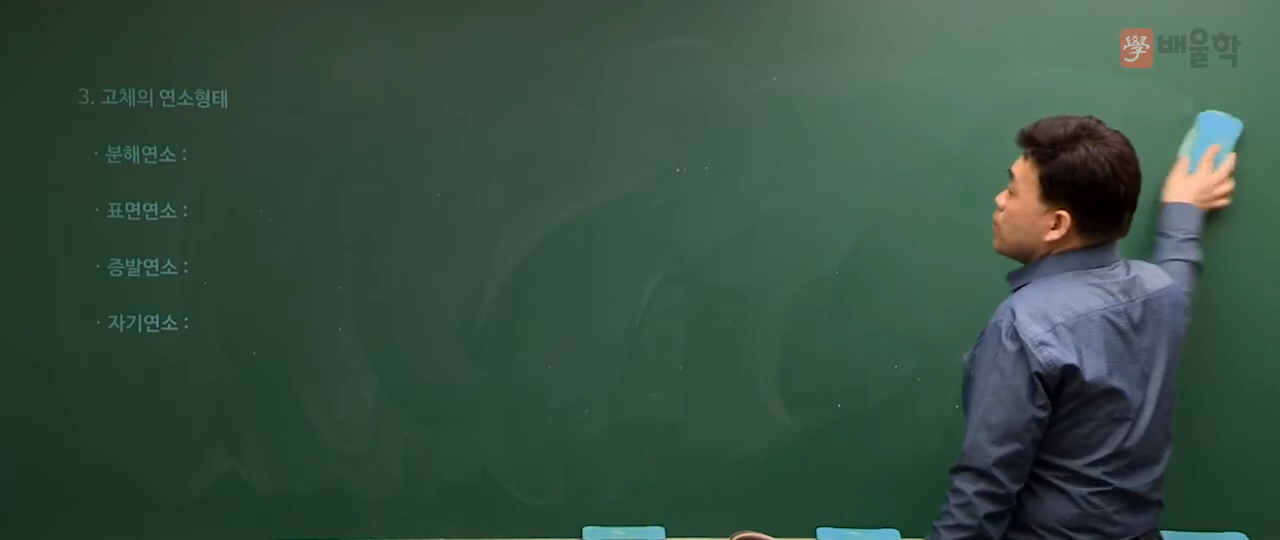 學 배울학
3. 고체의 연소형태
· 분해연소 :
· 표면연소 :
· 증발연소 :
· 자기연소 :